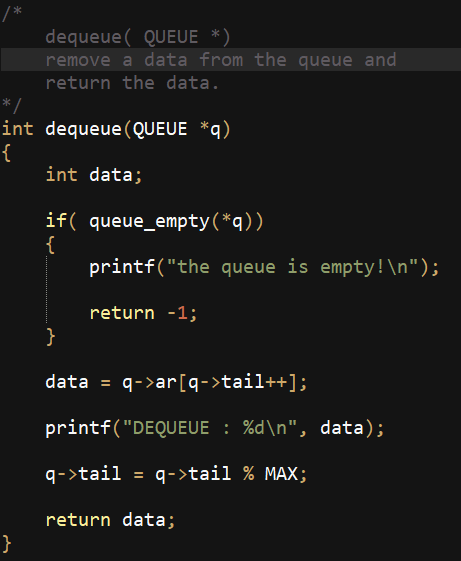 /*
    dequeue( QUEUE *)
    remove a data from the queue and
    return the data.
*/
int dequeue(QUEUE *q)
{
    int data;
    if( queue_empty(*q))
    {
        printf("the queue is empty!\n");
        return -1;
    }
    data = q->ar[q->tail++];
    printf("DEQUEUE : %d\n", data);
    q->tail = q->tail % MAX;
    return data;
}